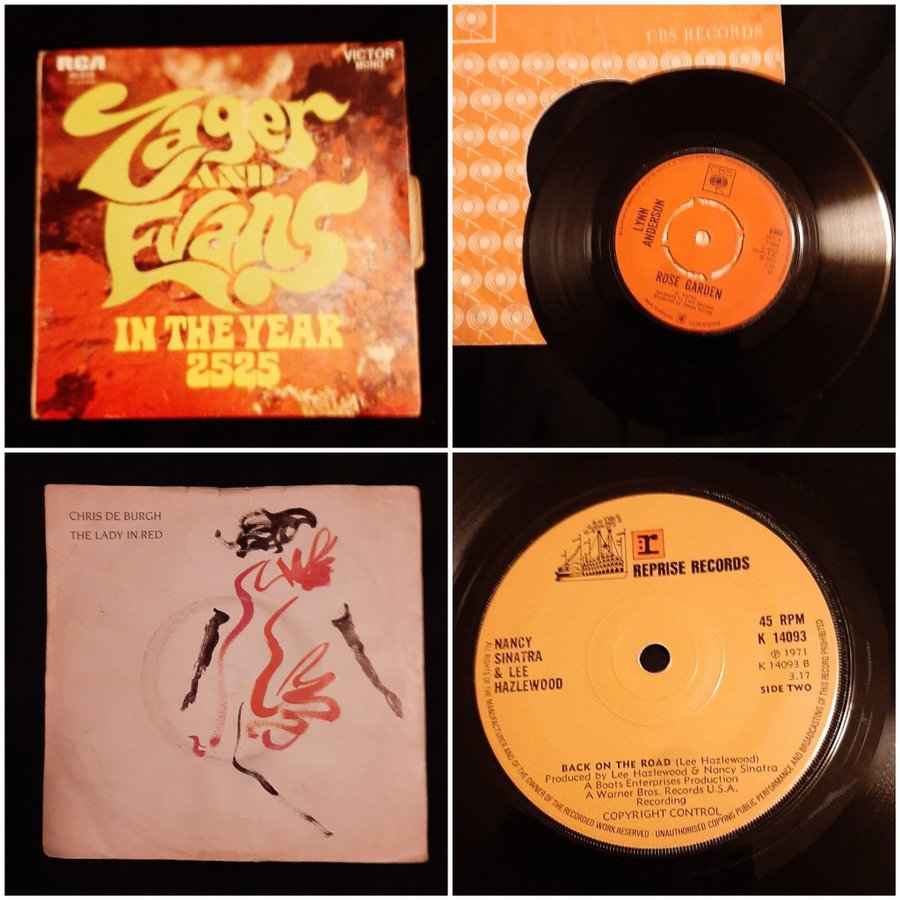 RCA
VICTOR
MONO
Zager
AND
Evans
IN THE YEAR
2525
CBS RECORDS
CBS
LYNN
ANDERSON
ROSE GARDEN
CHRIS DE BURGH
THE LADY IN RED
r
REPRISE RECORDS
45 RPM
K 14093
℗ 1971
K 14093 B
3.17
SIDE TWO
NANCY
SINATRA
& LEE
HAZLEWOOD
BACK ON THE ROAD (Lee Hazlewood)
Produced by Lee Hazlewood & Nancy Sinatra
A Boots Enterprises Production
A Warner Bros. Records U.S.A.
Recording
COPYRIGHT CONTROL
ALL RIGHTS OF THE MANUFACTURER AND OF THE OWNER OF THE RECORDED WORK RESERVED · UNAUTHORISED COPYING PUBLIC PERFORMANCE AND BROADCASTING OF THIS RECORD PROHIBITED